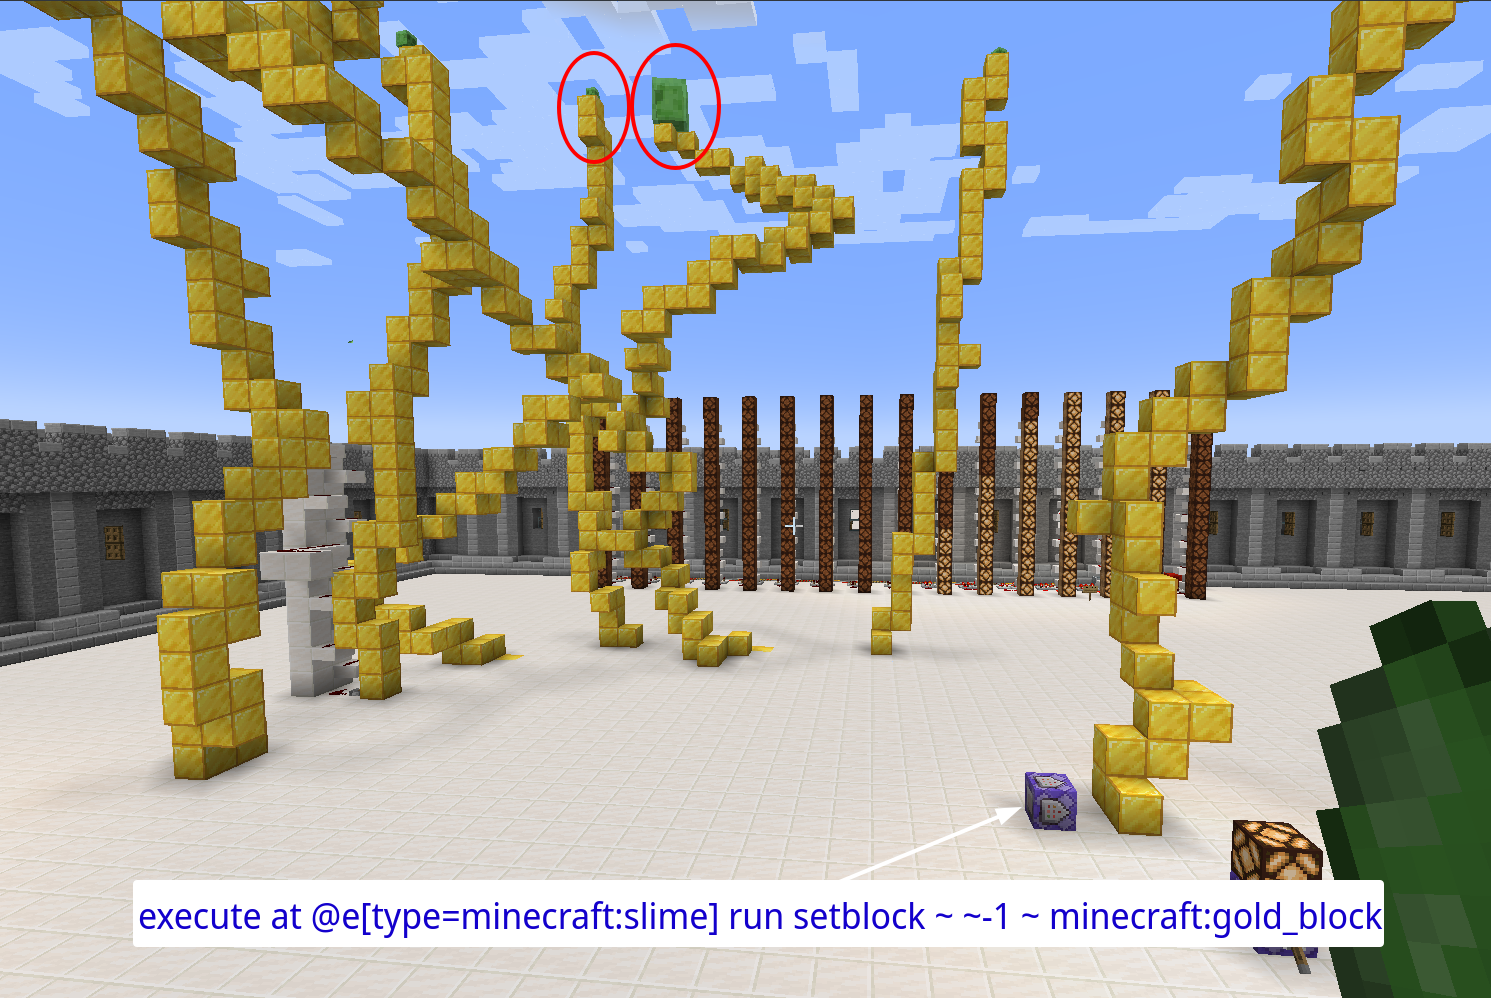 execute at @e[type=minecraft:slime] run setblock ~ ~-1 ~ minecraft:gold_block